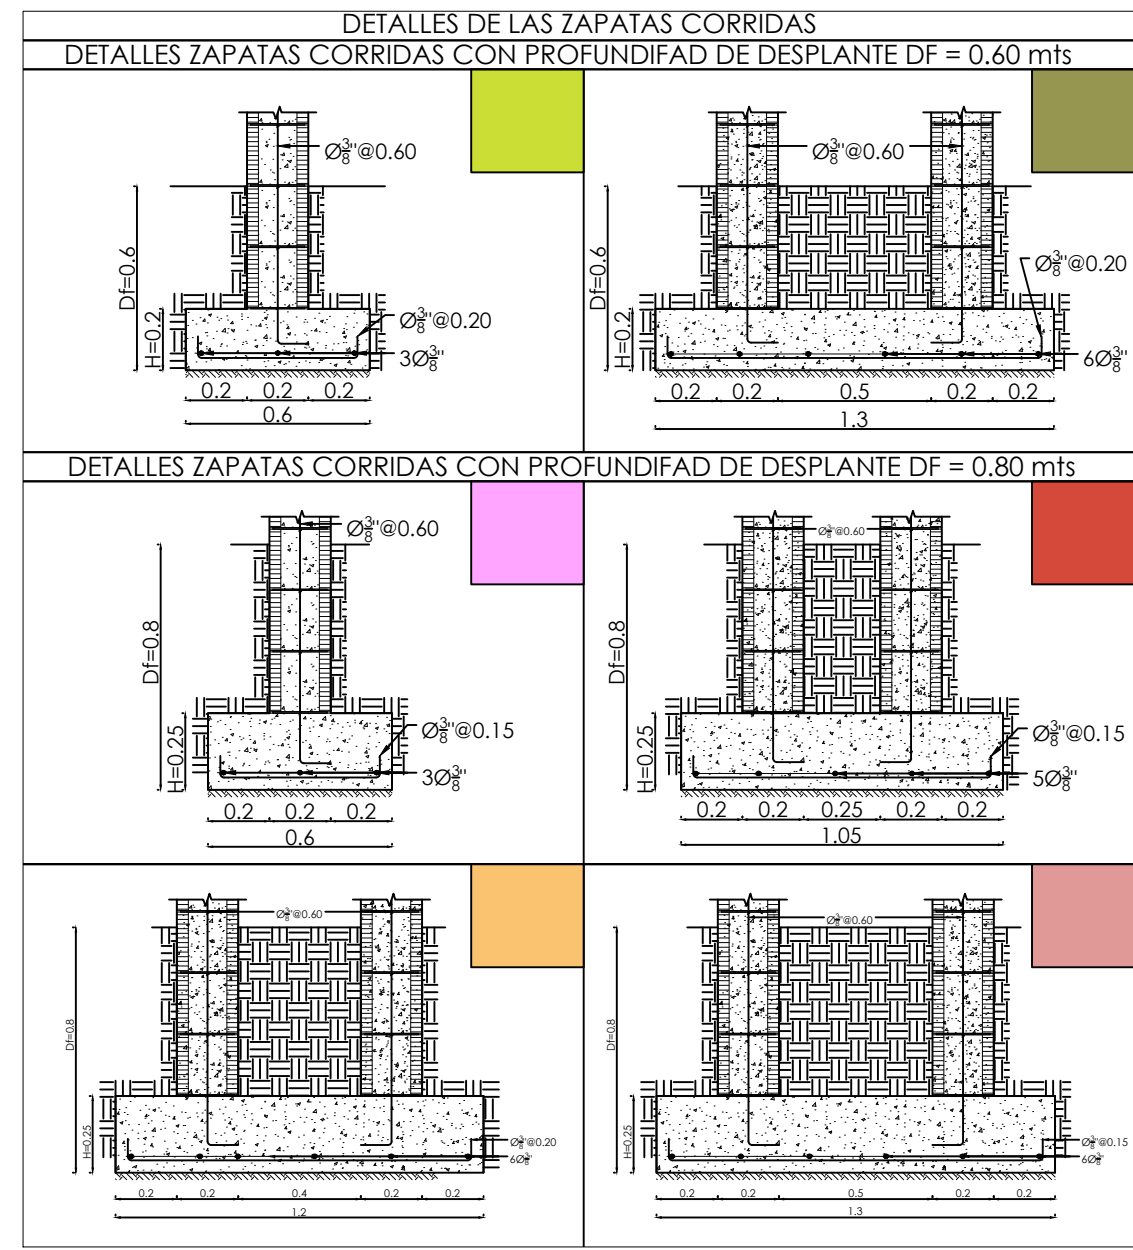 DETALLES DE LAS ZAPATAS CORRIDAS
DETALLES ZAPATAS CORRIDAS CON PROFUNDIFAD DE DESPLANTE DF = 0.60 mts
Ø3/8"@0.60
Df=0.6
H=0.2
Ø3/8"@0.20
3Ø3/8"
0.2 0.2 0.2
0.6
Ø3/8"@0.60
Df=0.6
H=0.2
Ø3/8"@0.20
6Ø3/8"
0.2 0.2 0.5 0.2 0.2
1.3
DETALLES ZAPATAS CORRIDAS CON PROFUNDIFAD DE DESPLANTE DF = 0.80 mts
Ø3/8"@0.60
Df=0.8
H=0.25
Ø3/8"@0.15
3Ø3/8"
0.2 0.2 0.2
0.6
Ø3/8"@0.60
Df=0.8
H=0.25
Ø3/8"@0.15
5Ø3/8"
0.2 0.2 0.25 0.2 0.2
1.05
Ø3/8"@0.60
Df=0.8
H=0.25
Ø3/8"@0.20
6Ø3/8"
0.2 0.2 0.4 0.2 0.2
1.2
Ø3/8"@0.60
Df=0.8
H=0.25
Ø3/8"@0.15
6Ø3/8"
0.2 0.2 0.5 0.2 0.2
1.3